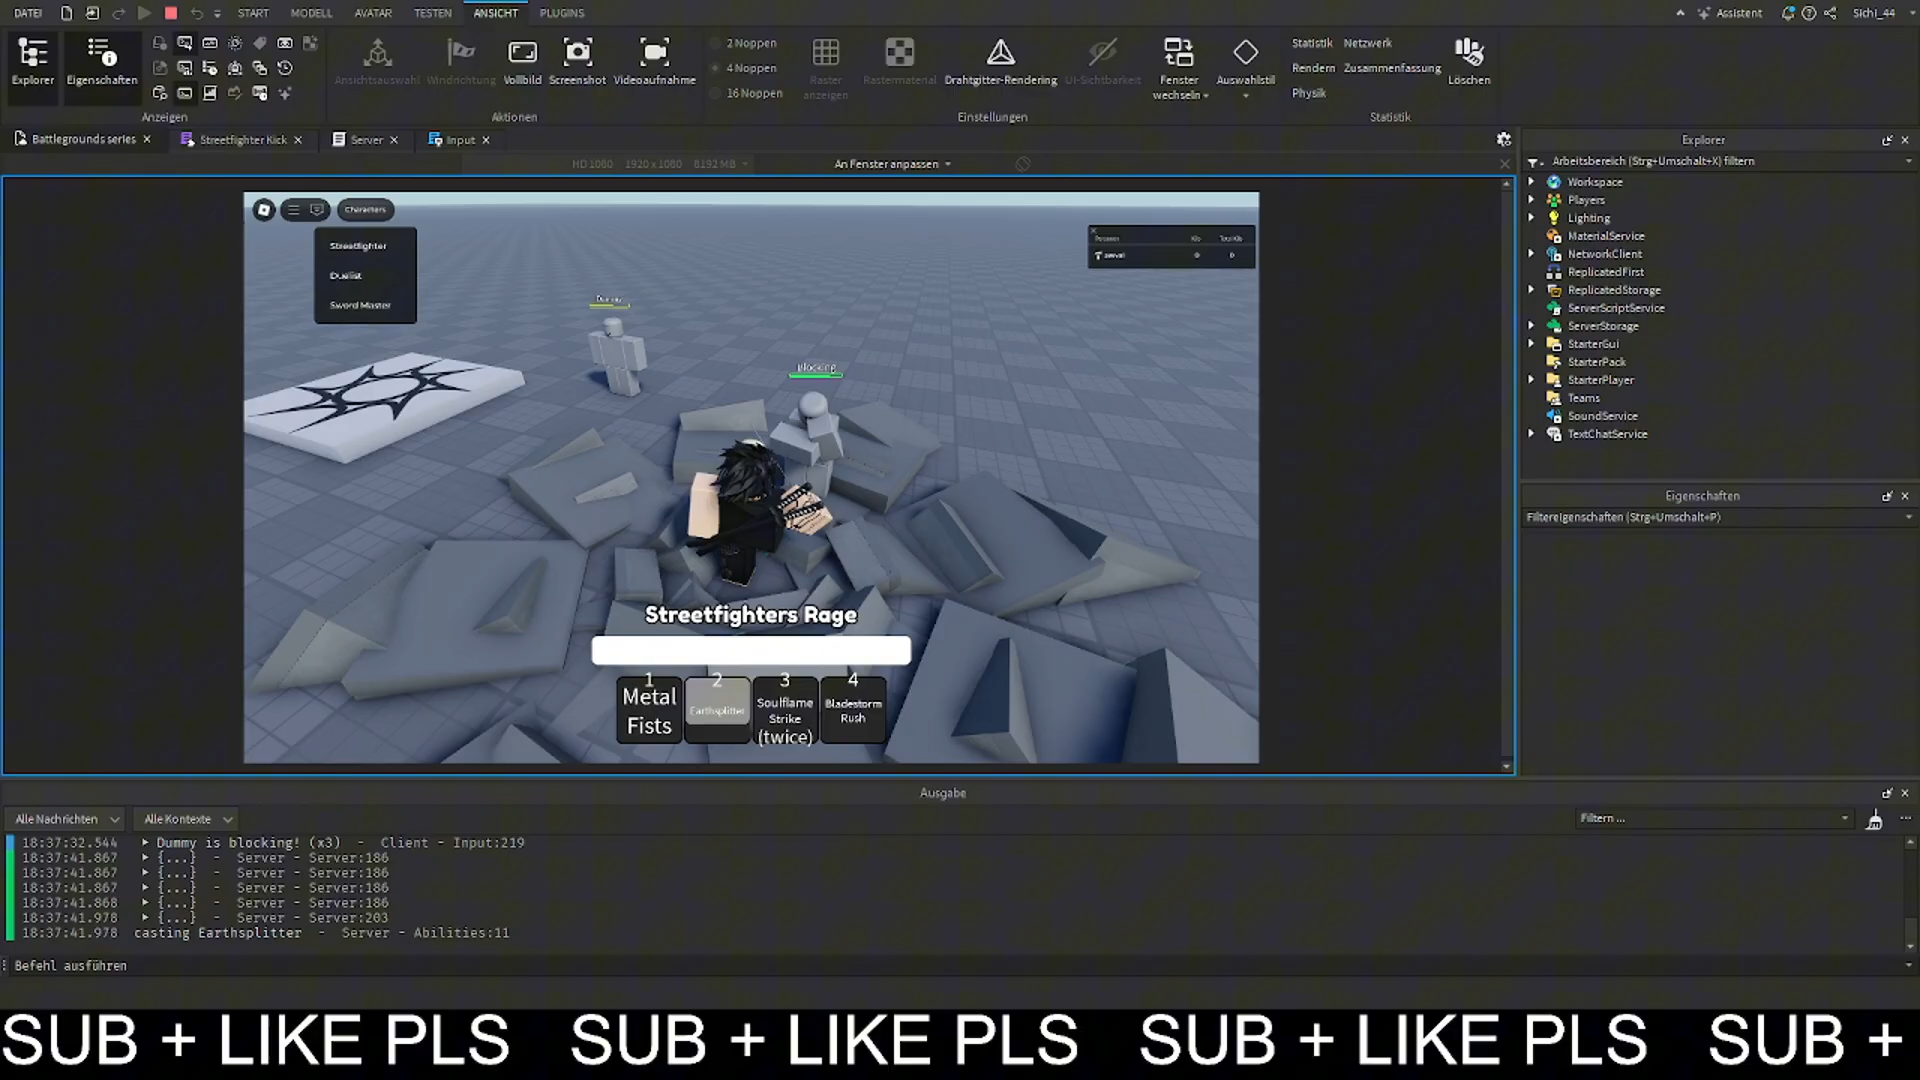 DATEI START MODELL AVATAR TESTEN ANSICHT PLUGINS Assistent Sichi_44
Explorer Eigenschaften Ansichtsauswahl Windrichtung Vollbild Screenshot Videoaufnahme
2 Noppen
4 Noppen
16 Noppen
Raster anzeigen Rastermaterial Drahtgitter-Rendering UI-Sichtbarkeit Fenster wechseln Auswahlstil
Statistik Netzwerk
Rendern Zusammenfassung
Physik
Löschen
Anzeigen Aktionen Einstellungen Statistik
Battlegrounds series Streetfighter Kick Server Input
HD 1080 1920 x 1080 8192 MB An Fenster anpassen
Explorer
Arbeitsbereich (Strg+Umschalt+X) filtern
Workspace
Players
Lighting
MaterialService
NetworkClient
ReplicatedFirst
ReplicatedStorage
ServerScriptService
ServerStorage
StarterGui
StarterPack
StarterPlayer
Teams
SoundService
TextChatService
Eigenschaften
Filtereigenschaften (Strg+Umschalt+P)
Characters
Streetfighter
Duelist
Sword Master
Dummy
Blocking
Streetfighters Rage
1 2 3 4
Metal Fists
Earthsplitter
Soulflame Strike (twice)
Bladestorm Rush
Ausgabe
Alle Nachrichten Alle Kontexte Filtern ...
18:37:32.544 Dummy is blocking! (x3) - Client - Input:219
18:37:41.867 {...} - Server - Server:186
18:37:41.867 {...} - Server - Server:186
18:37:41.867 {...} - Server - Server:186
18:37:41.868 {...} - Server - Server:186
18:37:41.978 {...} - Server - Server:203
18:37:41.978 casting Earthsplitter - Server - Abilities:11
Befehl ausführen
SUB + LIKE PLS SUB + LIKE PLS SUB + LIKE PLS SUB +